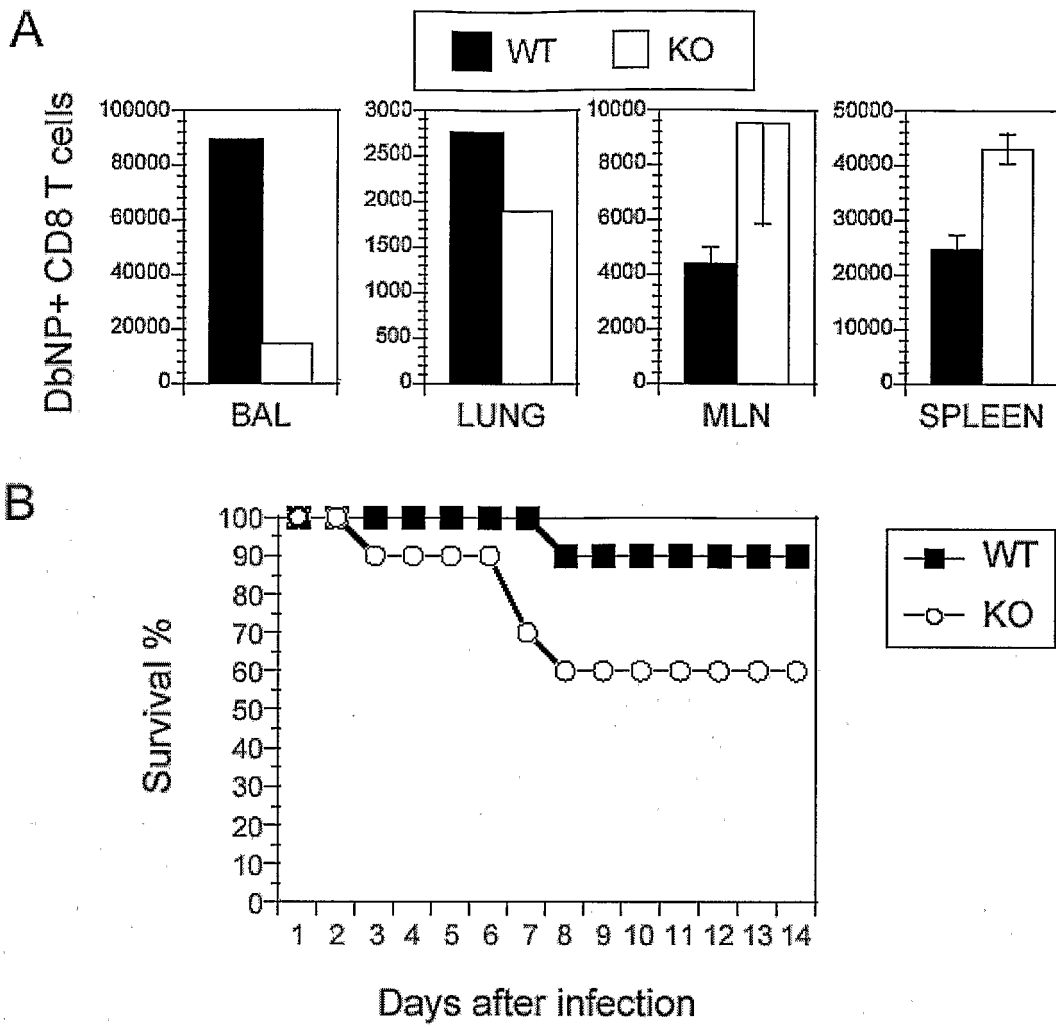 A
WT KO
DbNP+ CD8 T cells
100000
80000
60000
40000
20000
0
BAL
3000
2500
2000
1500
1000
500
0
LUNG
10000
8000
6000
4000
2000
0
MLN
50000
40000
30000
20000
10000
0
SPLEEN
B
Survival %
100
90
80
70
60
50
40
30
20
10
0
1 2 3 4 5 6 7 8 9 10 11 12 13 14
Days after infection
WT
KO